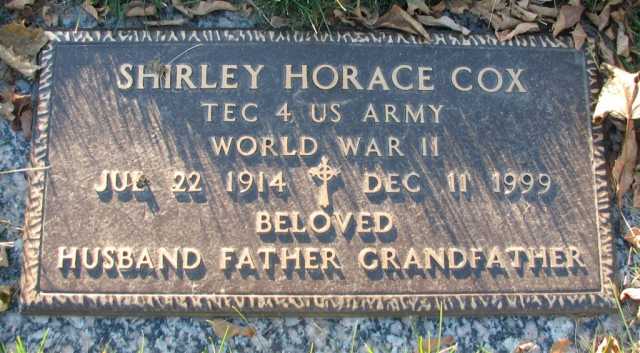 SHIRLEY HORACE COX
TEC 4 US ARMY
WORLD WAR II
JUL 22 1914 DEC 11 1999
BELOVED
HUSBAND FATHER GRANDFATHER